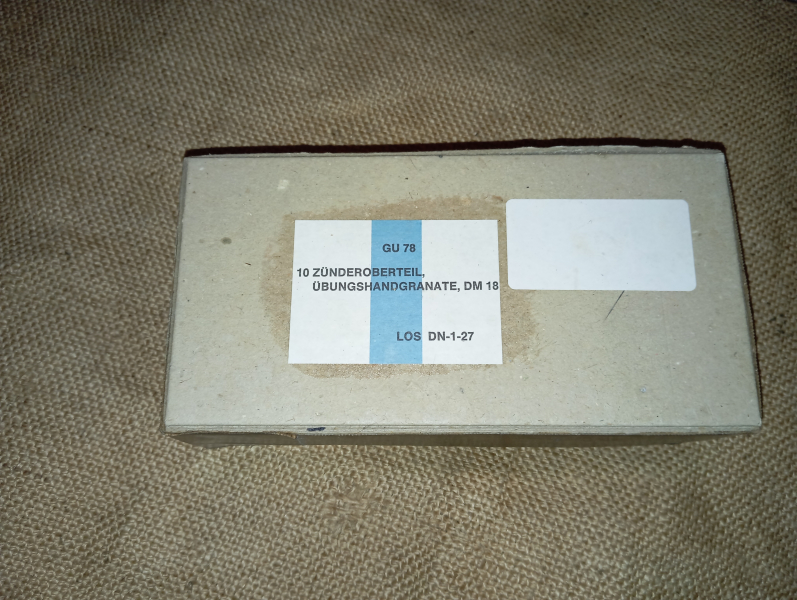 GU 78
10 ZÜNDEROBERTEIL,
ÜBUNGSHANDGRANATE, DM 18
LOS DN-1-27